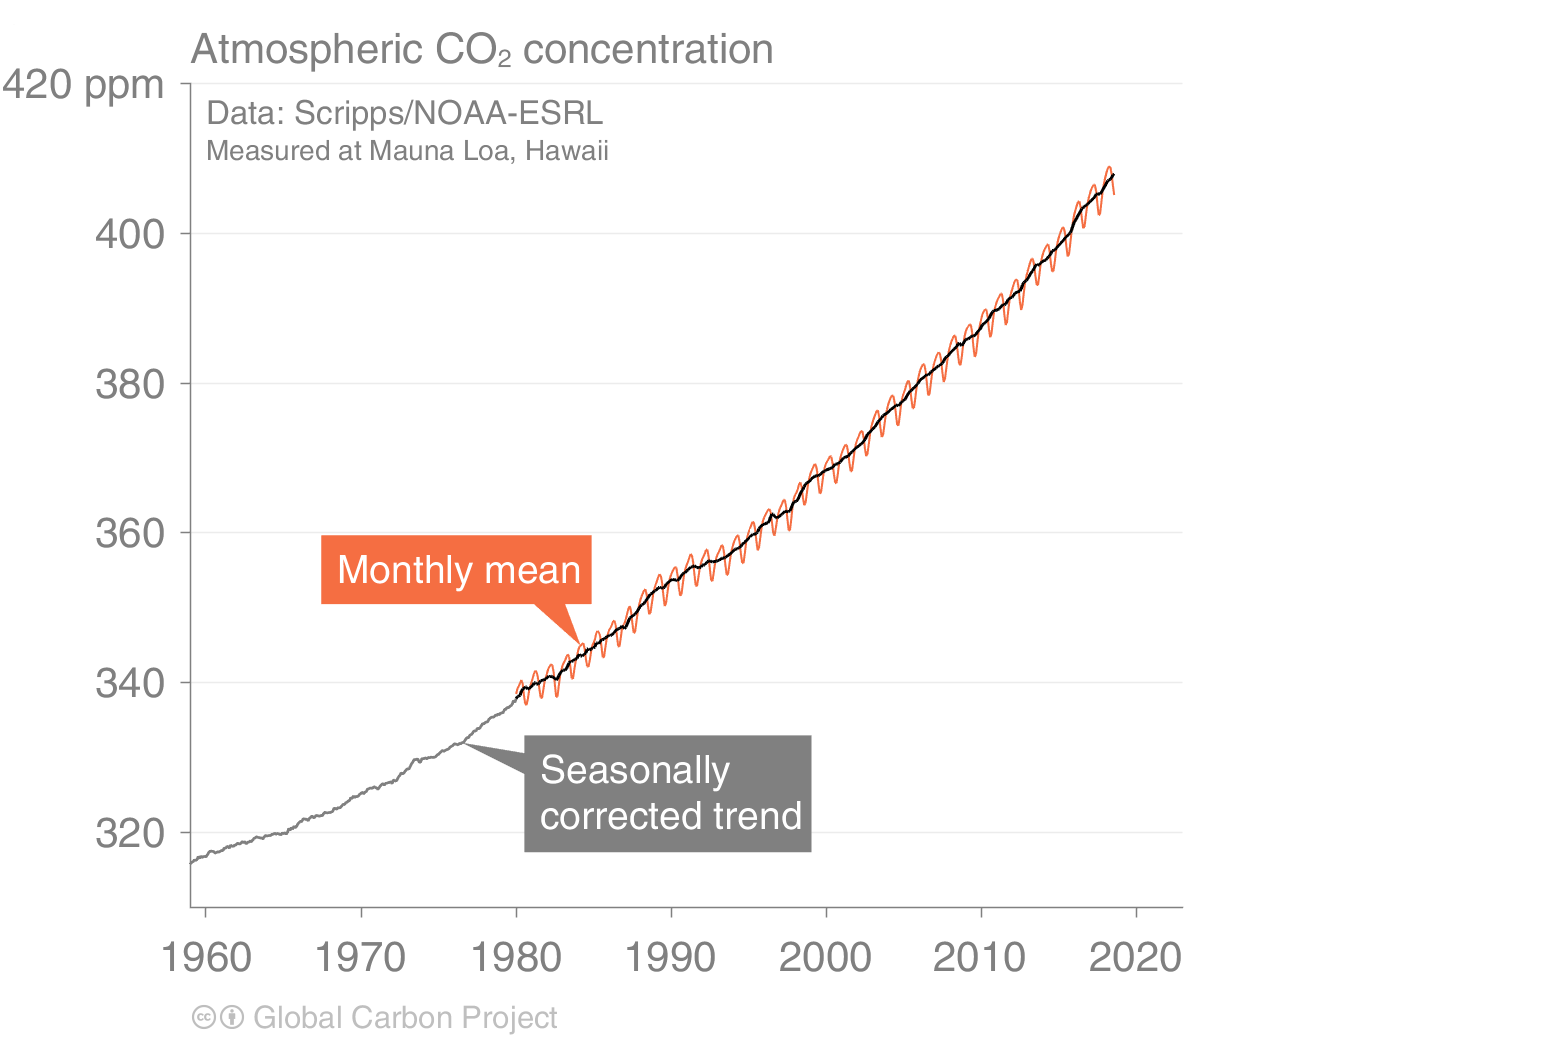 Atmospheric CO₂ concentration
420 ppm
Data: Scripps/NOAA-ESRL
Measured at Mauna Loa, Hawaii
400
380
360
Monthly mean
340
Seasonally
corrected trend
320
1960 1970 1980 1990 2000 2010 2020
cc Global Carbon Project